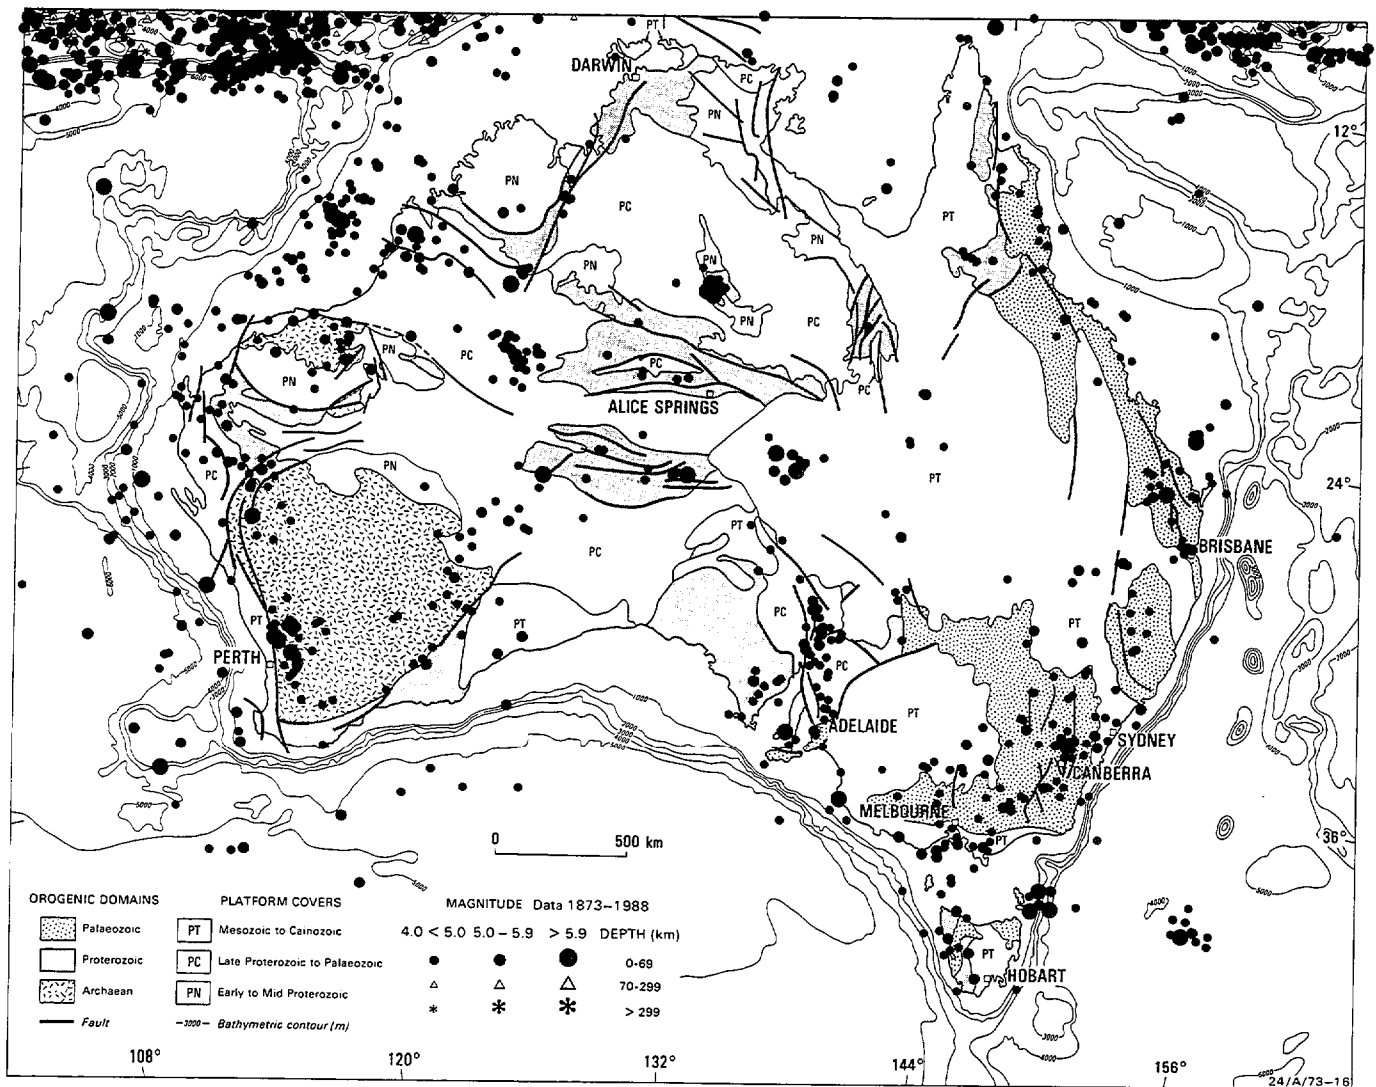 PT
DARWIN
PC
PN
12°
PN
PC
PT
PN
PN
PN
PN
PC
PC
PN
PC
PN
PC
ALICE SPRINGS
PC
PN
PT
24°
PT
PC
BRISBANE
PC
PT
PT
PT
PERTH
PC
PT
ADELAIDE
SYDNEY
CANBERRA
MELBOURNE
PT
36°
0 500 km
PT
HOBART
OROGENIC DOMAINS
Palaeozoic
Proterozoic
Archaean
Fault
PLATFORM COVERS
PT Mesozoic to Cainozoic
PC Late Proterozoic to Palaeozoic
PN Early to Mid Proterozoic
—3000— Bathymetric contour (m)
MAGNITUDE Data 1873–1988
4.0 < 5.0 5.0 – 5.9 > 5.9 DEPTH (km)
0-69
70-299
> 299
108° 120° 132° 144° 156°
24/A/73–16